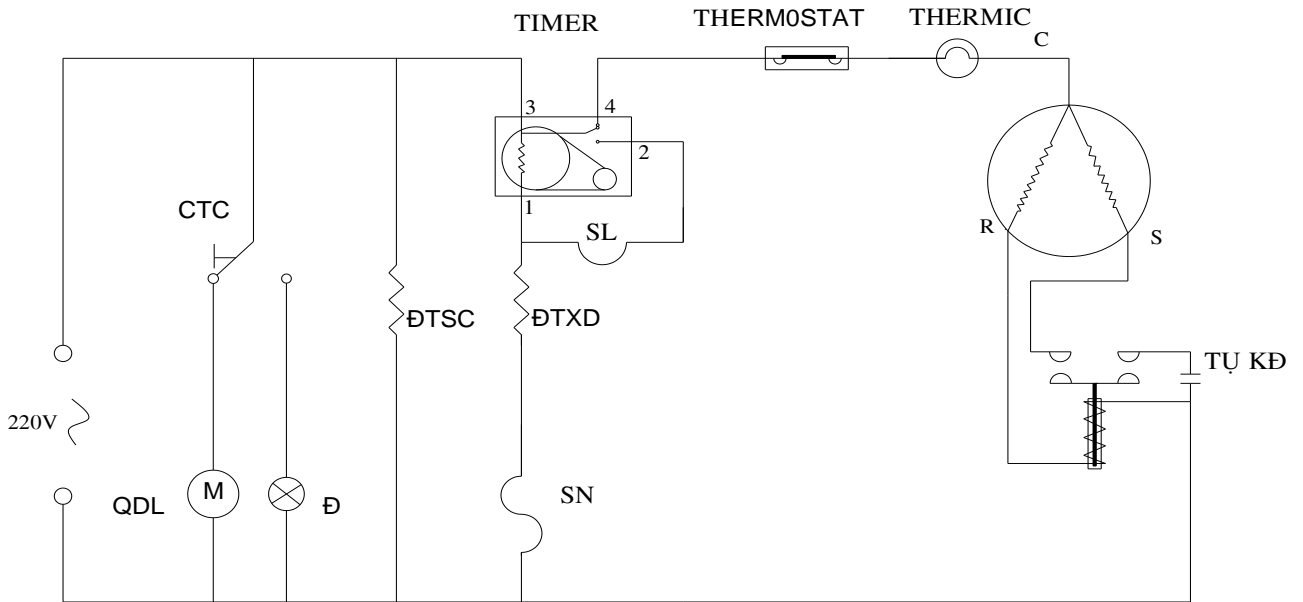 TIMER
THERM0STAT
THERMIC
C
3
4
2
1
CTC
SL
R
S
ĐTSC
ĐTXD
TỤ KĐ
220V
M
QDL
Đ
SN